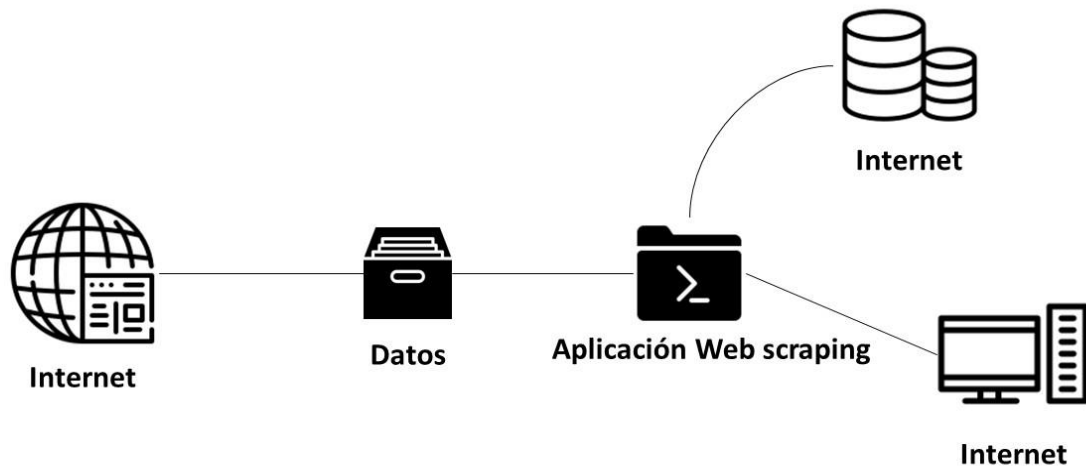 Internet
Internet
Datos
Aplicación Web scraping
Internet